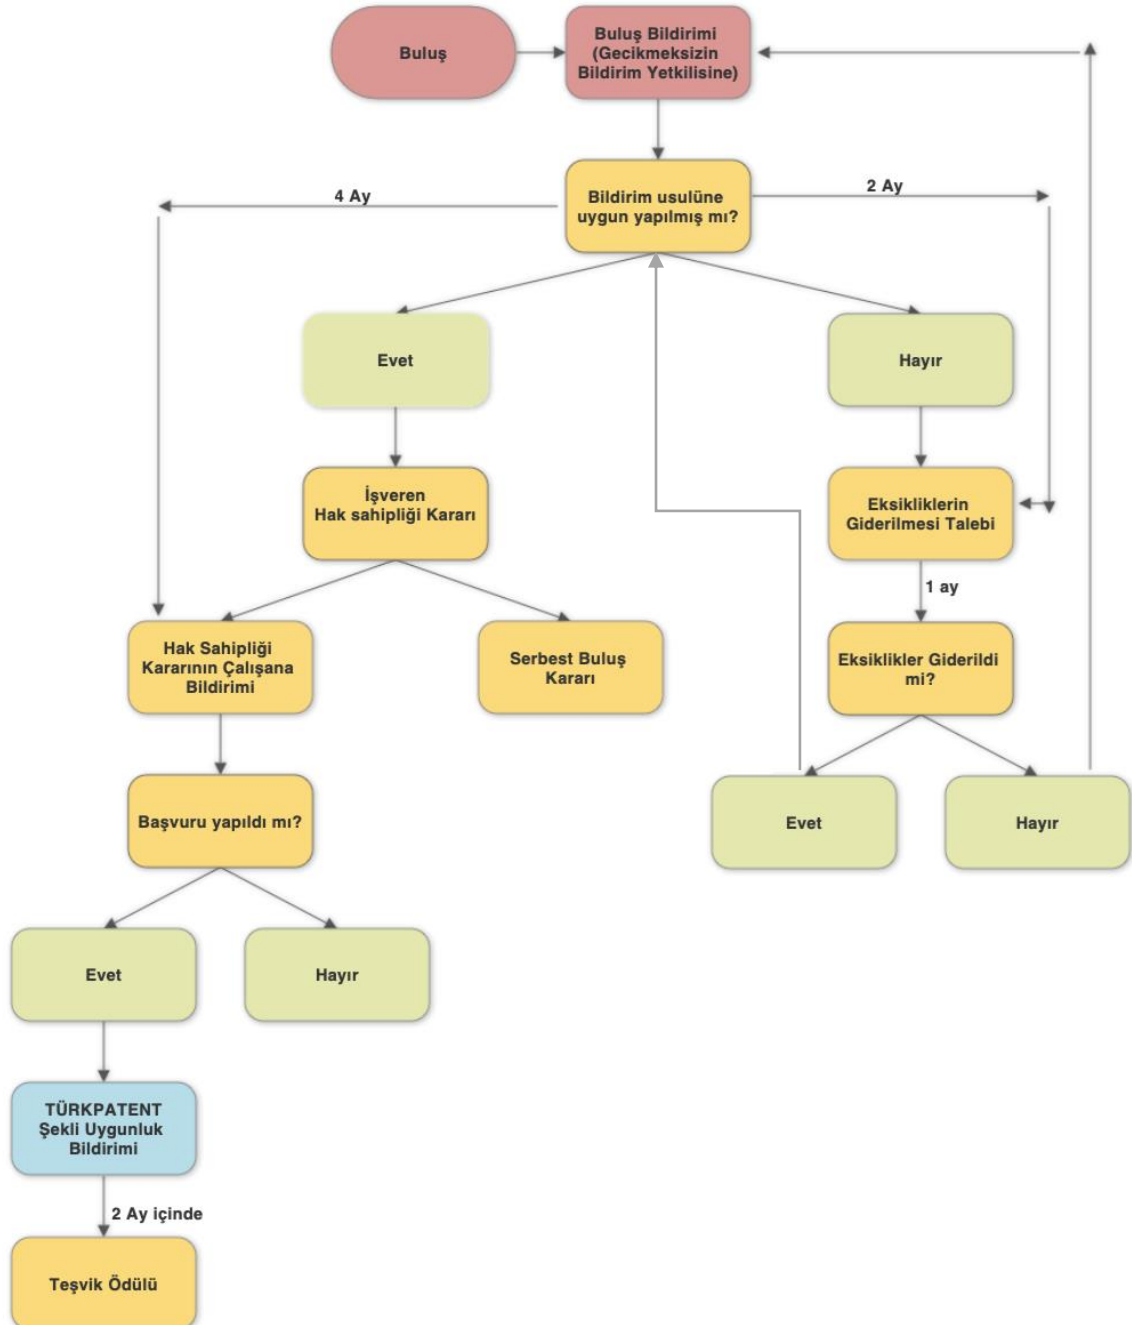 Buluş
Buluş Bildirimi
(Gecikmeksizin
Bildirim Yetkilisine)
4 Ay
Bildirim usulüne
uygun yapılmış mı?
2 Ay
Evet
Hayır
İşveren
Hak sahipliği Kararı
Eksikliklerin
Giderilmesi Talebi
1 ay
Hak Sahipliği
Kararının Çalışana
Bildirimi
Serbest Buluş
Kararı
Eksiklikler Giderildi
mi?
Başvuru yapıldı mı?
Evet
Hayır
Evet
Hayır
TÜRKPATENT
Şekli Uygunluk
Bildirimi
2 Ay içinde
Teşvik Ödülü